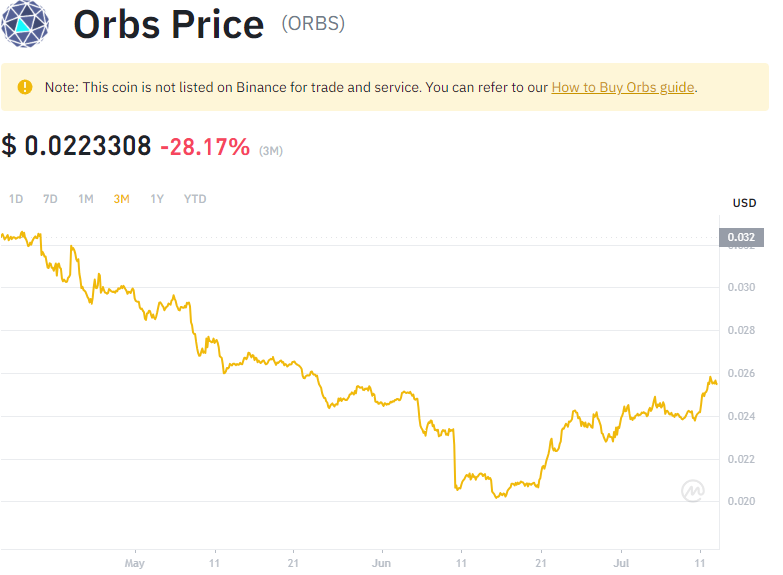 Orbs Price (ORBS)
Note: This coin is not listed on Binance for trade and service. You can refer to our How to Buy Orbs guide.
$ 0.0223308 -28.17% (3M)
1D 7D 1M 3M 1Y YTD
USD
0.032
0.030
0.028
0.026
0.024
0.022
0.020
May 11 21 Jun 11 21 Jul 11